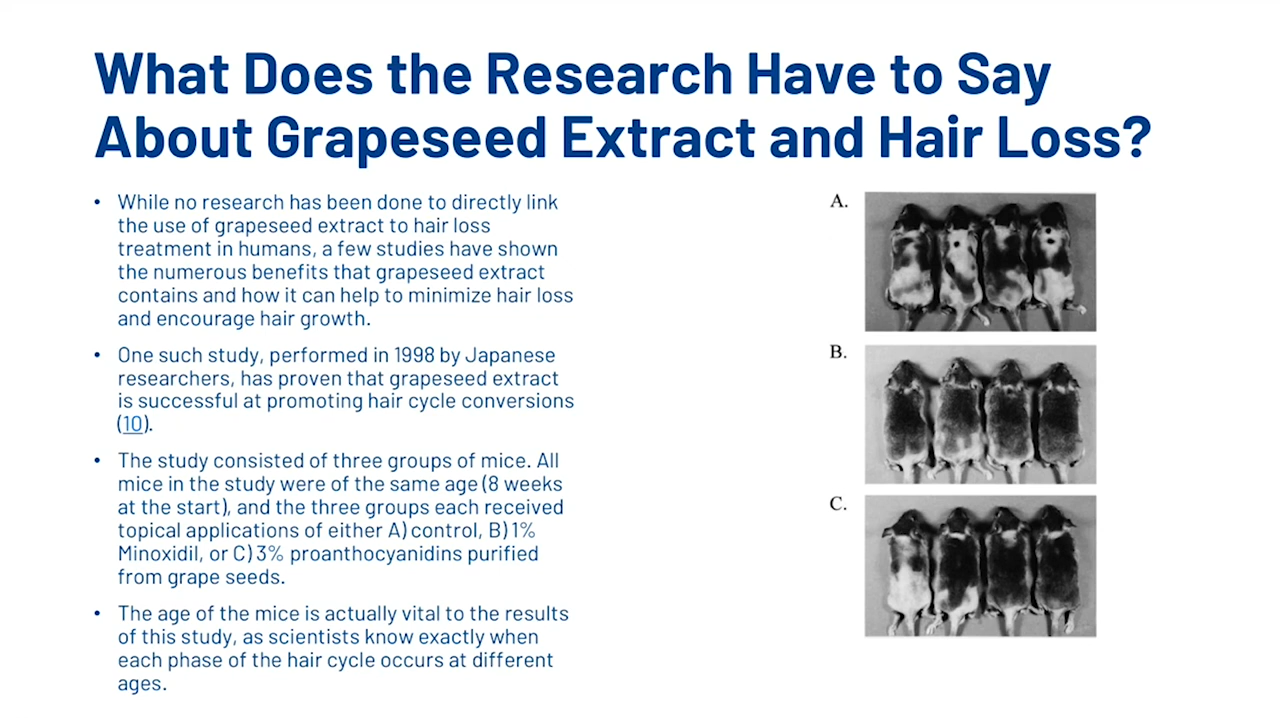 What Does the Research Have to Say
About Grapeseed Extract and Hair Loss?
• While no research has been done to directly link
the use of grapeseed extract to hair loss
treatment in humans, a few studies have shown
the numerous benefits that grapeseed extract
contains and how it can help to minimize hair loss
and encourage hair growth.
• One such study, performed in 1998 by Japanese
researchers, has proven that grapeseed extract
is successful at promoting hair cycle conversions
(10).
• The study consisted of three groups of mice. All
mice in the study were of the same age (8 weeks
at the start), and the three groups each received
topical applications of either A) control, B) 1%
Minoxidil, or C) 3% proanthocyanidins purified
from grape seeds.
• The age of the mice is actually vital to the results
of this study, as scientists know exactly when
each phase of the hair cycle occurs at different
ages.
A.
B.
C.